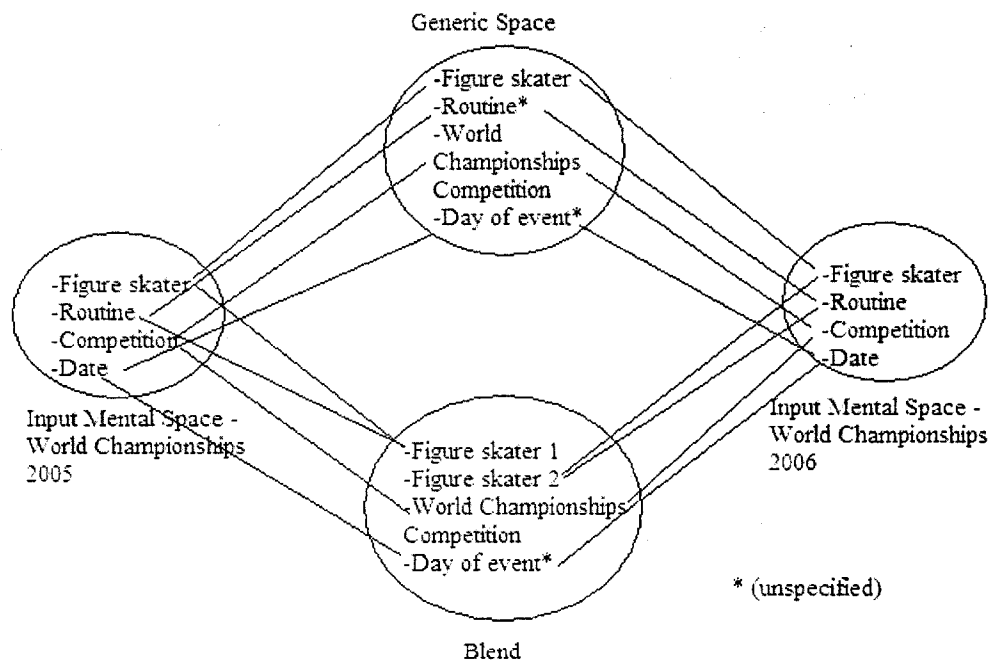 Generic Space
-Figure skater
-Routine*
-World
Championships
Competition
-Day of event*
-Figure skater
-Routine
-Competition
-Date
Input Mental Space -
World Championships
2005
-Figure skater
-Routine
-Competition
-Date
Input Mental Space -
World Championships
2006
-Figure skater 1
-Figure skater 2
-World Championships
Competition
-Day of event*
* (unspecified)
Blend